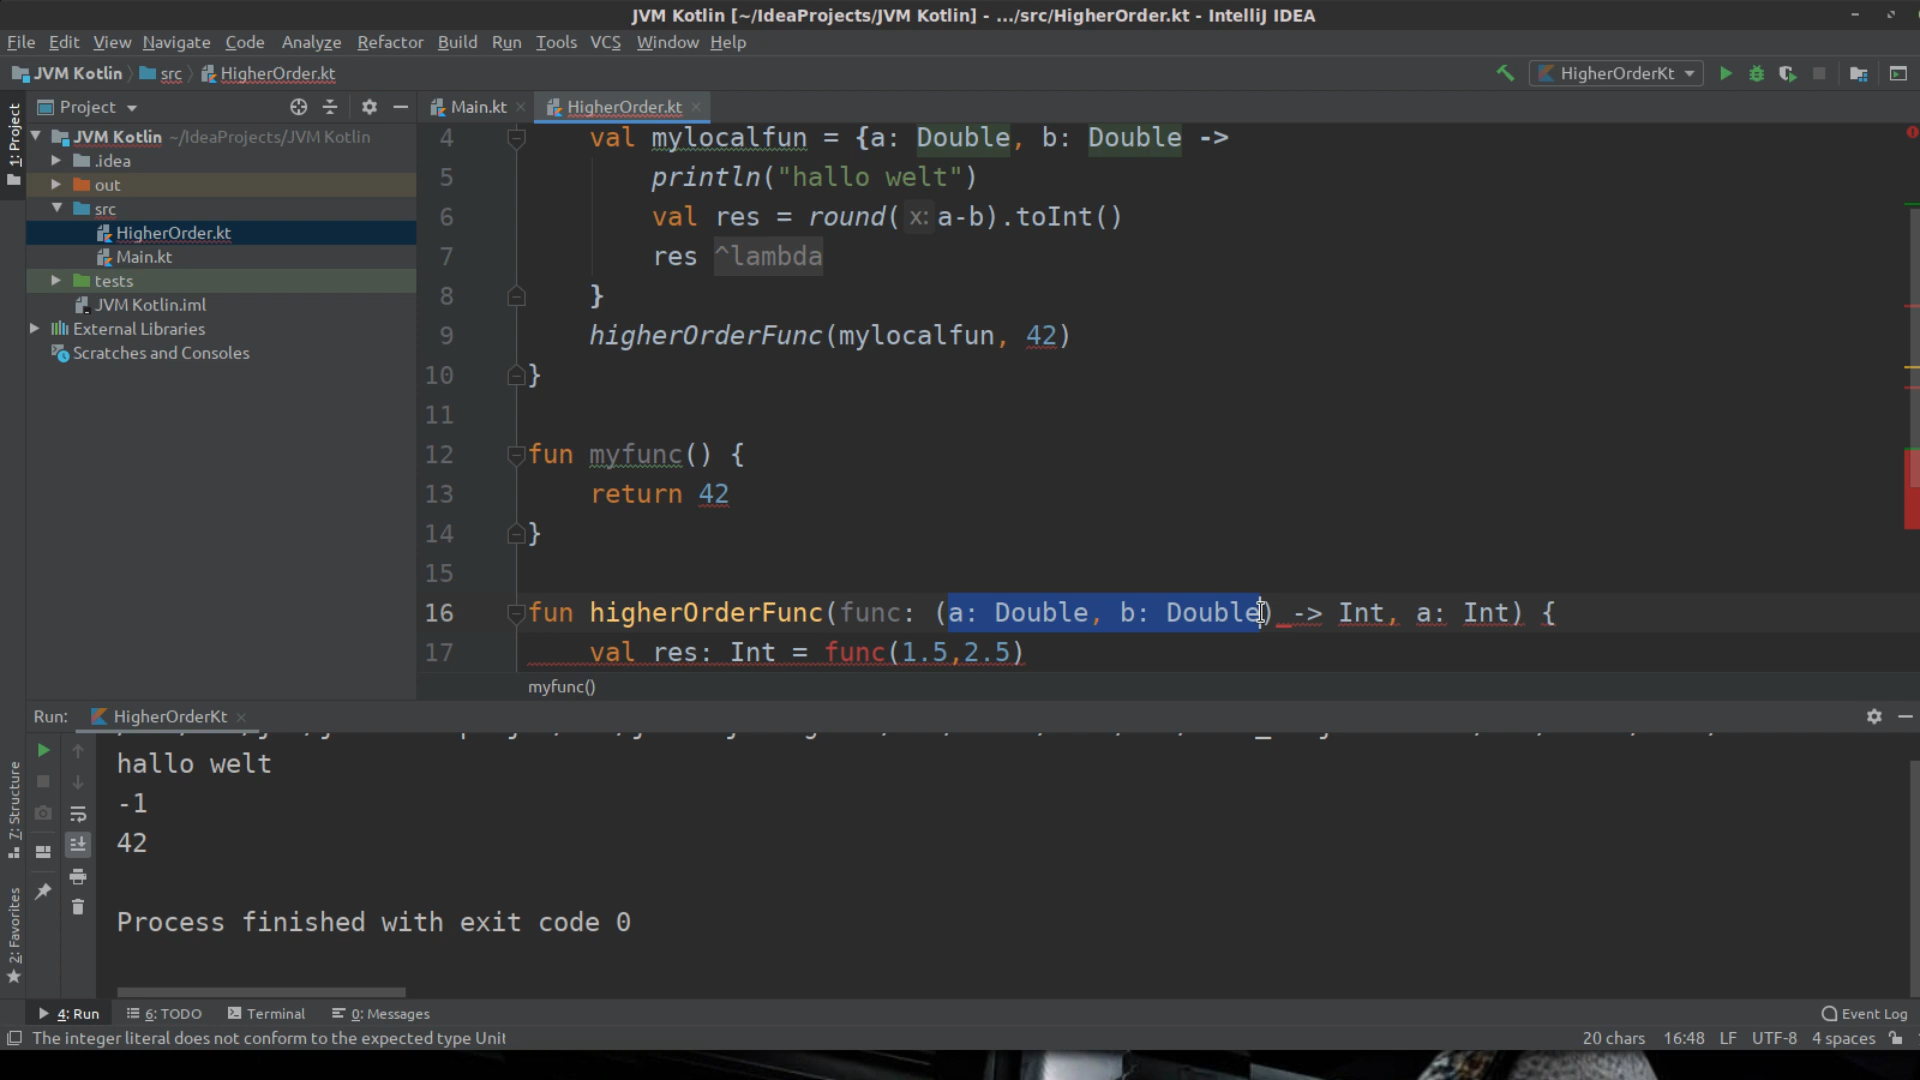 JVM Kotlin [~/IdeaProjects/JVM Kotlin] - .../src/HigherOrder.kt - IntelliJ IDEA
File Edit View Navigate Code Analyze Refactor Build Run Tools VCS Window Help
JVM Kotlin src HigherOrder.kt
HigherOrderKt
1: Project
Project
JVM Kotlin ~/IdeaProjects/JVM Kotlin
.idea
out
src
HigherOrder.kt
Main.kt
tests
JVM Kotlin.iml
External Libraries
Scratches and Consoles
Main.kt HigherOrder.kt
4 val mylocalfun = {a: Double, b: Double ->
5 println("hallo welt")
6 val res = round( x: a-b).toInt()
7 res ^lambda
8 }
9 higherOrderFunc(mylocalfun, 42)
10 }
11
12 fun myfunc() {
13 return 42
14 }
15
16 fun higherOrderFunc(func: (a: Double, b: Double) -> Int, a: Int) {
17 val res: Int = func(1.5,2.5)
myfunc()
Run: HigherOrderKt
hallo welt
-1
42
Process finished with exit code 0
7: Structure
2: Favorites
4: Run 6: TODO Terminal 0: Messages Event Log
The integer literal does not conform to the expected type Unit 20 chars 16:48 LF UTF-8 4 spaces